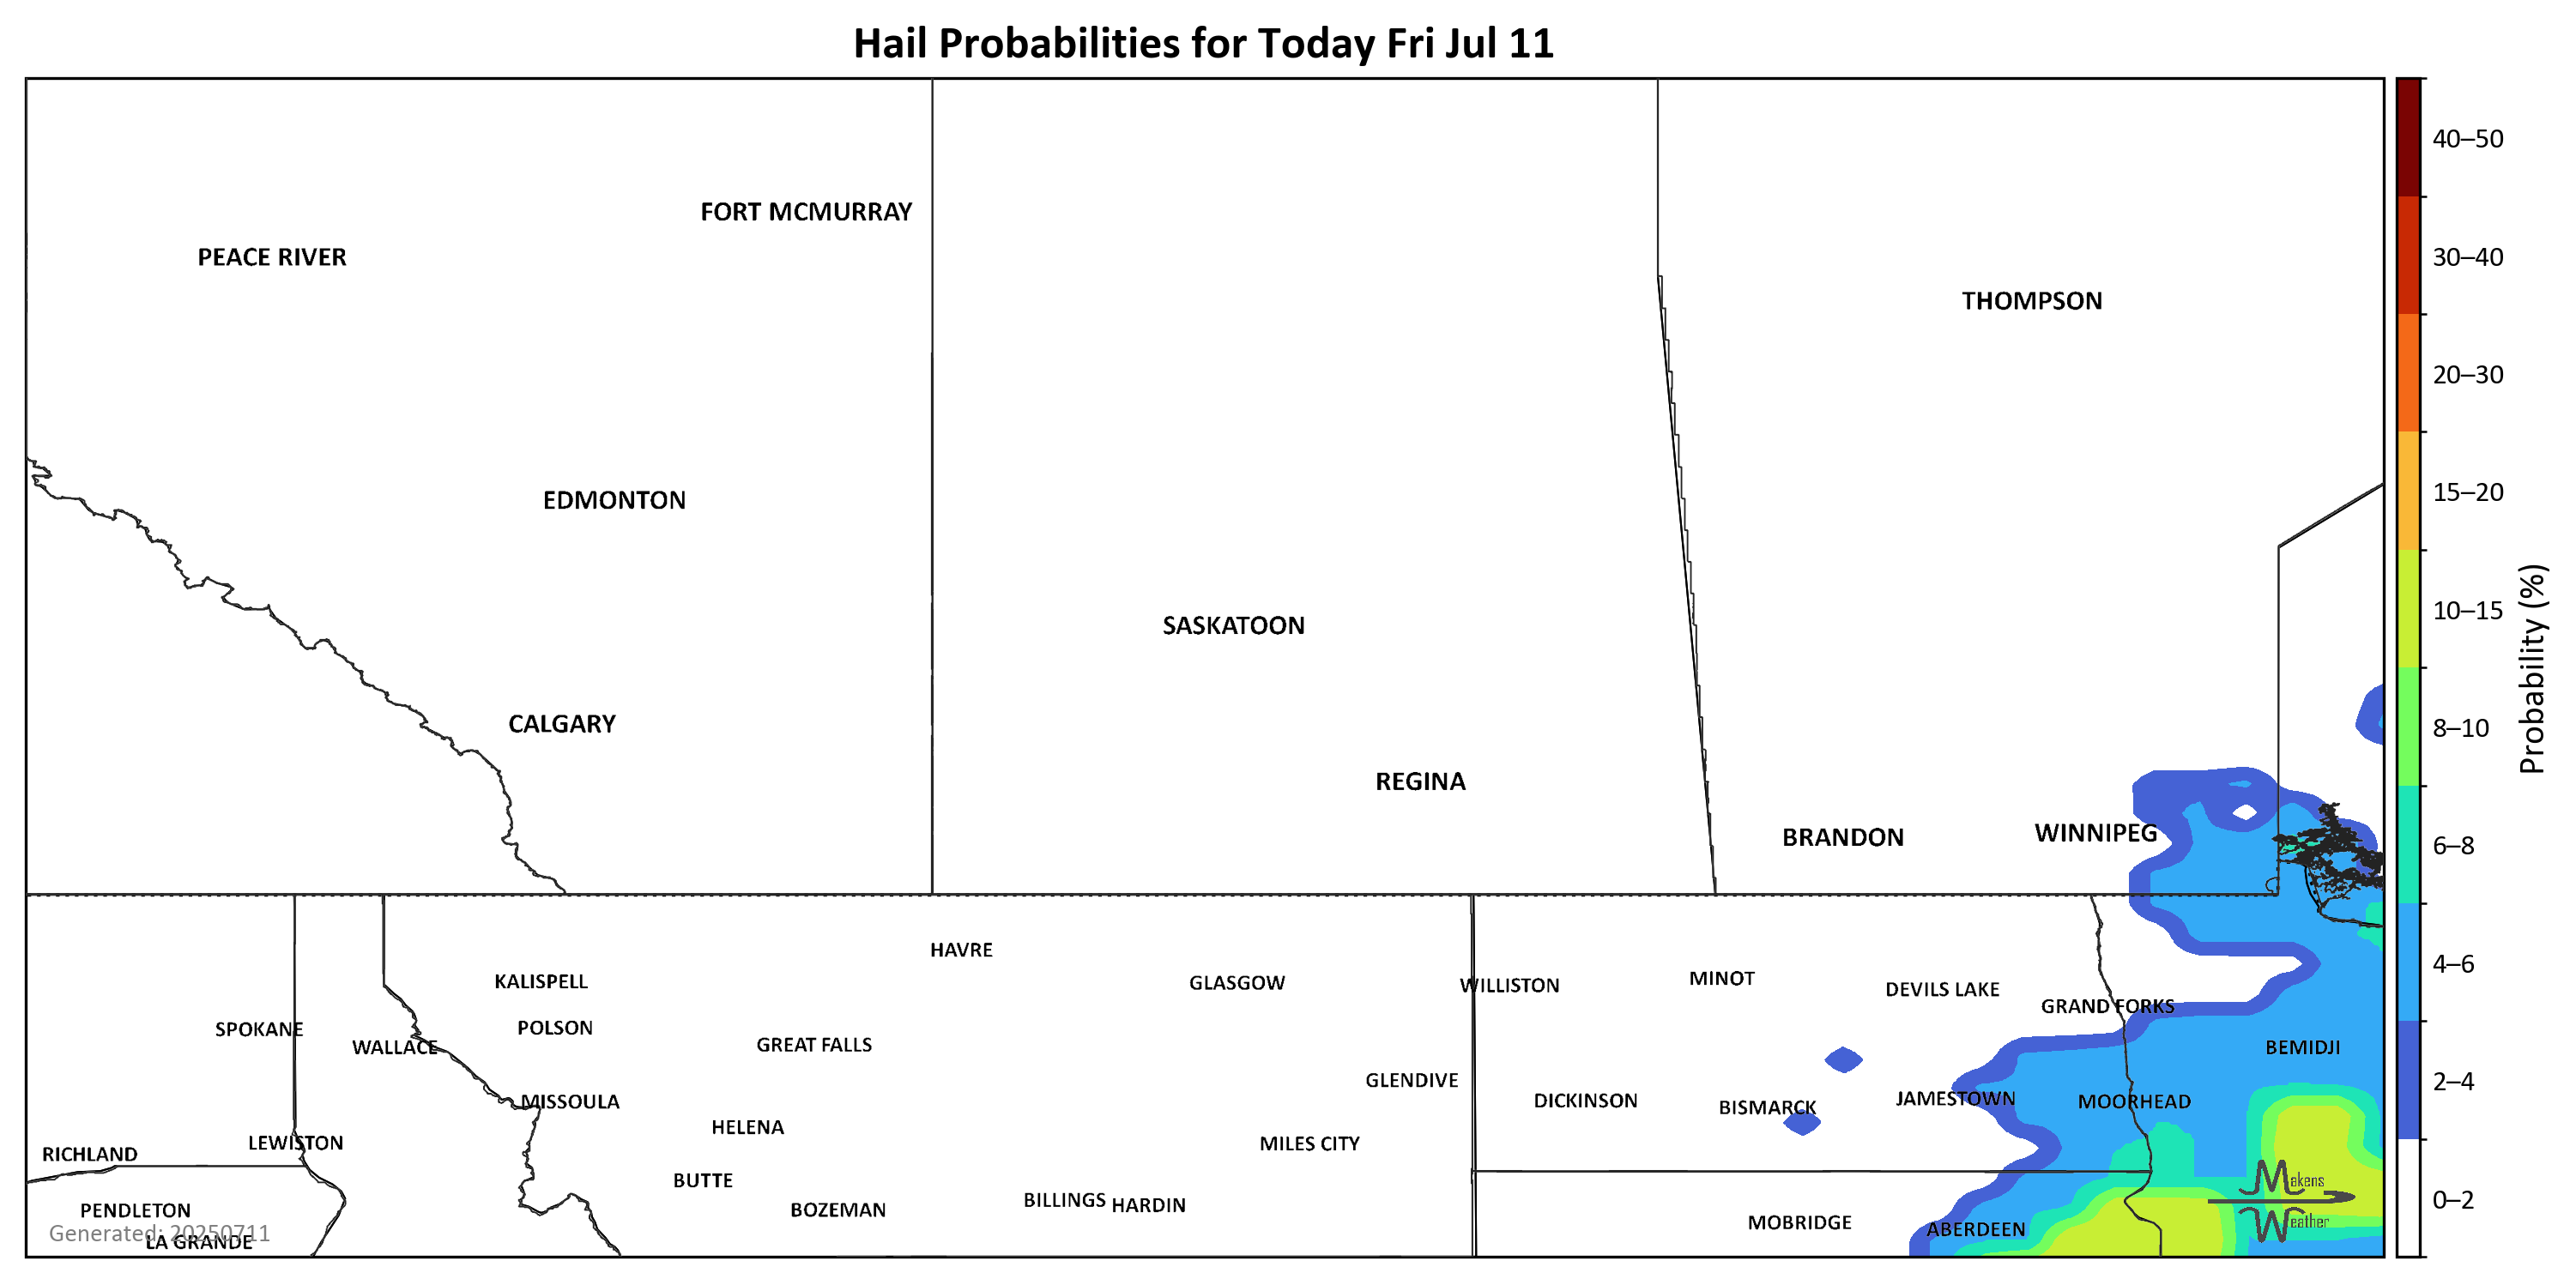 Hail Probabilities for Today Fri Jul 11
40–50
FORT MCMURRAY
PEACE RIVER
30–40
THOMPSON
20–30
EDMONTON
15–20
10–15
SASKATOON
Probability (%)
CALGARY
8–10
REGINA
BRANDON
WINNIPEG
6–8
HAVRE
4–6
KALISPELL
GLASGOW
WILLISTON
MINOT
DEVILS LAKE
GRAND FORKS
SPOKANE
POLSON
WALLACE
GREAT FALLS
BEMIDJI
GLENDIVE
2–4
MISSOULA
DICKINSON
BISMARCK
JAMESTOWN
MOORHEAD
HELENA
LEWISTON
MILES CITY
RICHLAND
BUTTE
Makens
Weather
0–2
PENDLETON
BOZEMAN
BILLINGS
HARDIN
MOBRIDGE
ABERDEEN
Generated: 20250711
LA GRANDE